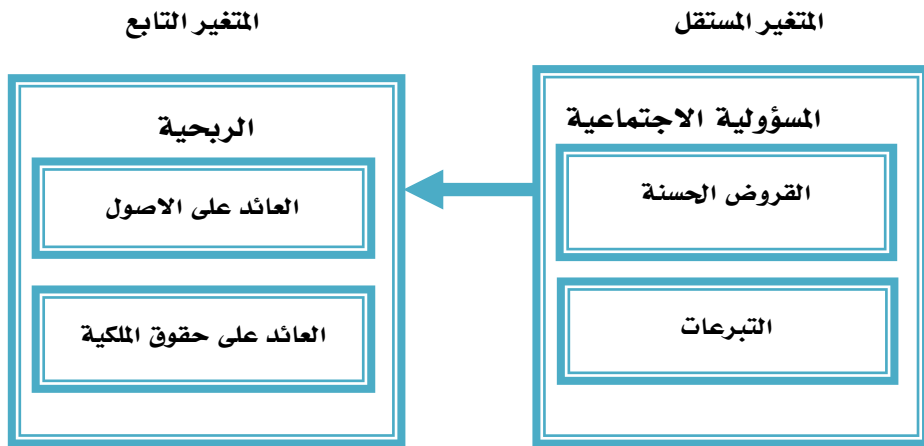 المتغير المستقل
المتغير التابع
المسؤولية الاجتماعية
القروض الحسنة
التبرعات
الربحية
العائد على الاصول
العائد على حقوق الملكية